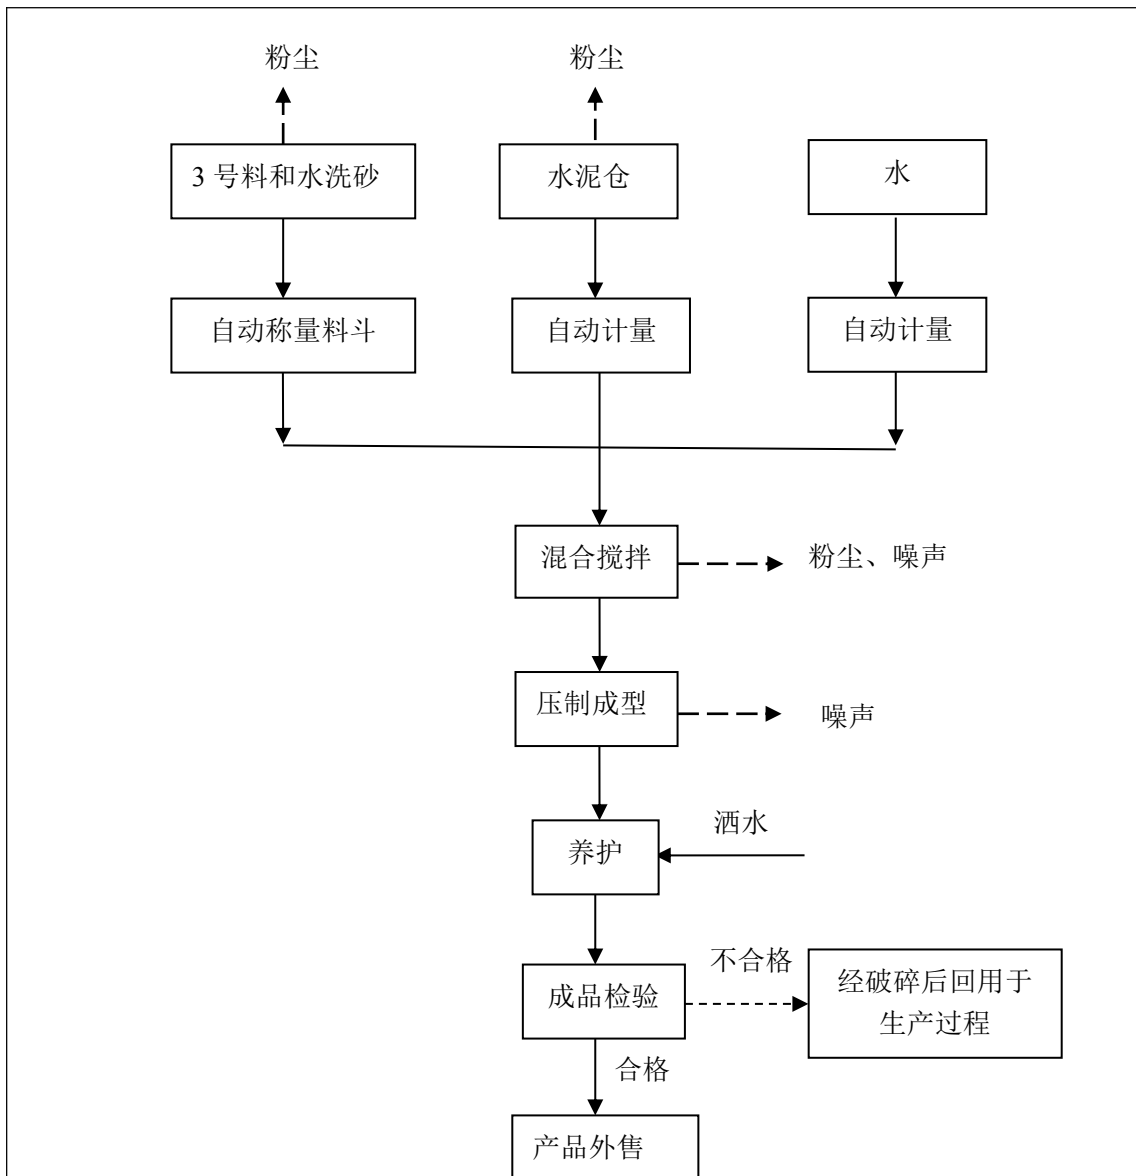 粉尘
粉尘
3 号料和水洗砂
水泥仓
水
自动称量料斗
自动计量
自动计量
混合搅拌
粉尘、噪声
压制成型
噪声
洒水
养护
不合格
成品检验
经破碎后回用于
生产过程
合格
产品外售